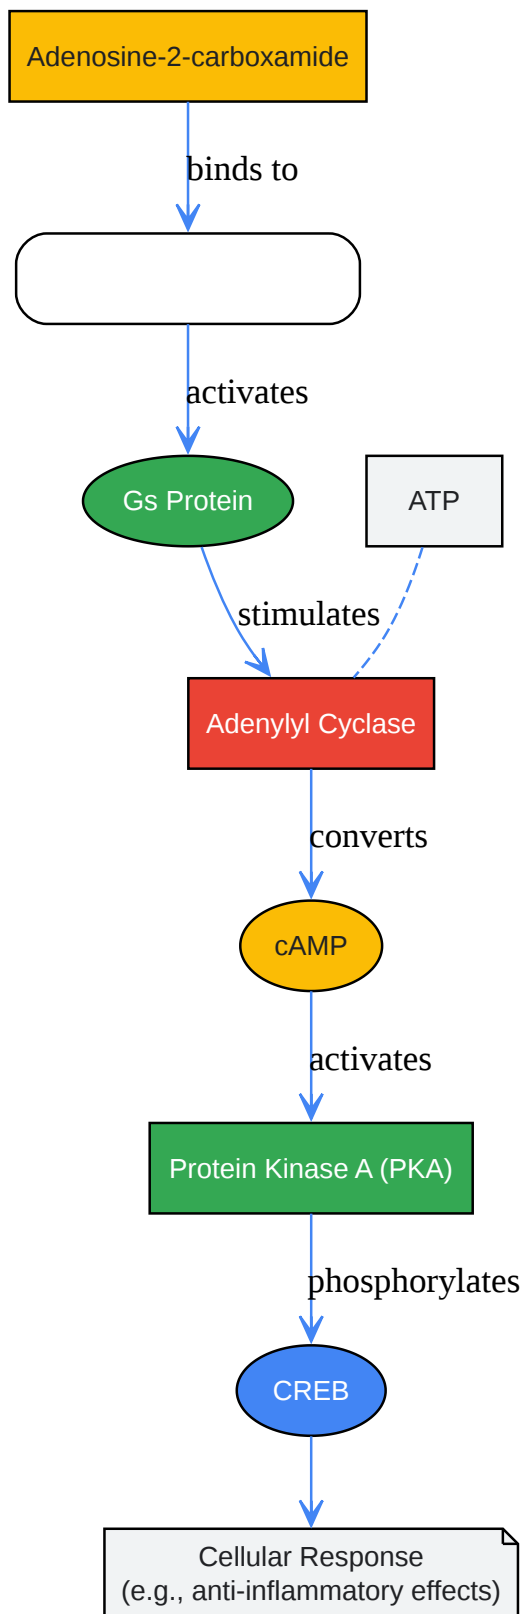 Adenosine-2-carboxamide
binds to
activates
Gs Protein
ATP
stimulates
Adenylyl Cyclase
converts
cAMP
activates
Protein Kinase A (PKA)
phosphorylates
CREB
Cellular Response
(e.g., anti-inflammatory effects)